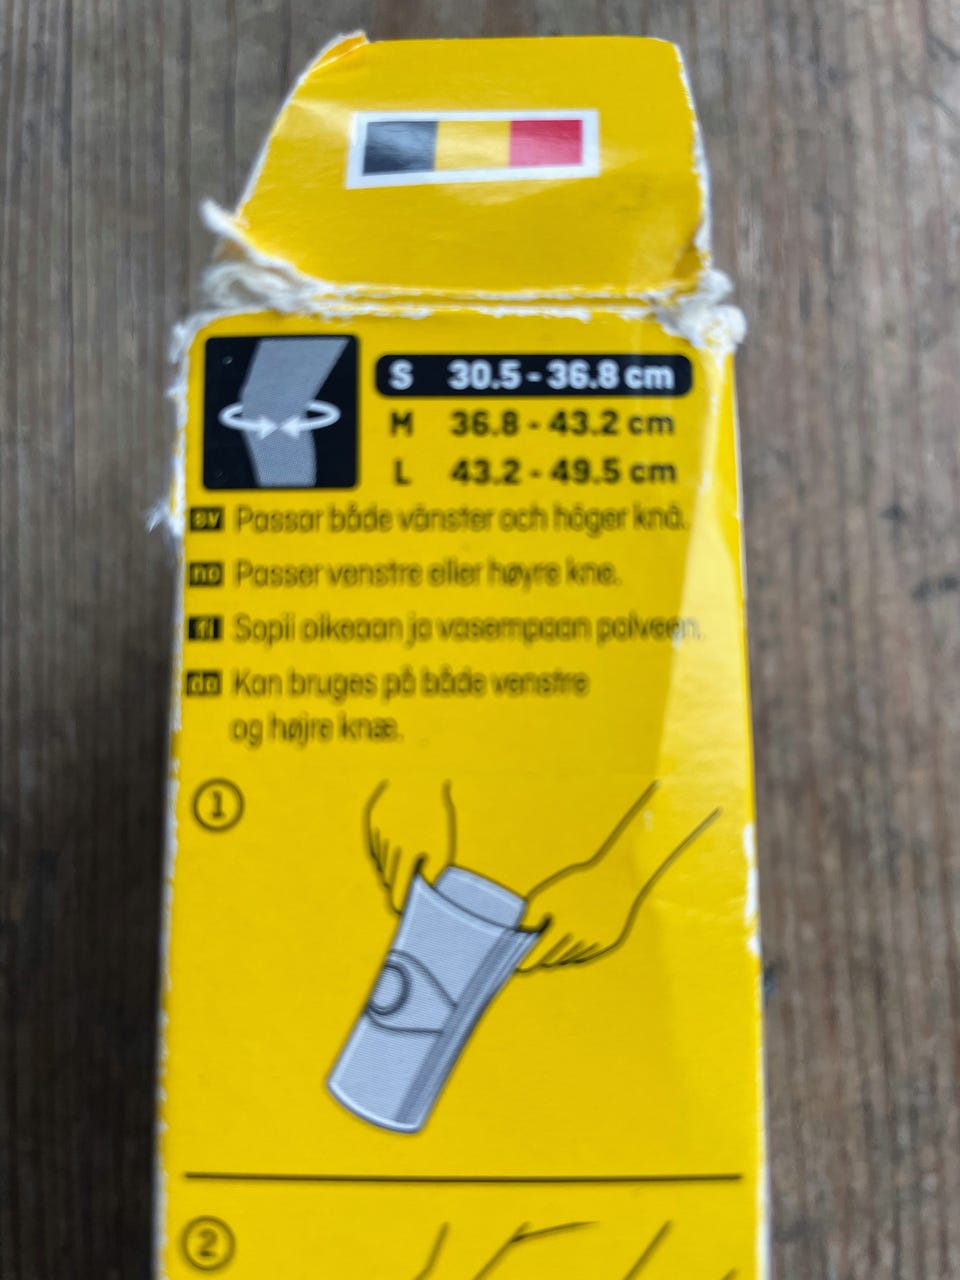 S 30.5 - 36.8 cm
M 36.8 - 43.2 cm
L 43.2 - 49.5 cm
sv Passar både vänster och höger knä.
no Passer venstre eller høyre kne.
fi Sopii oikeaan ja vasempaan polveen.
da Kan bruges på både venstre
og højre knæ.
1
2